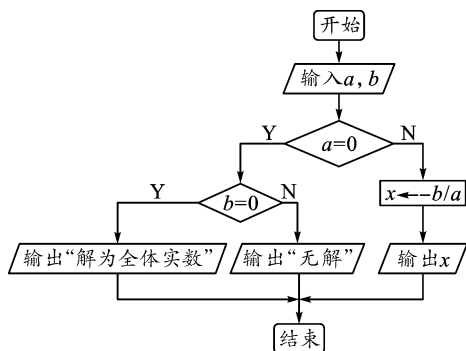 开始
输入a,b
Y
a=0
N
Y
b=0
N
x←-b/a
输出“解为全体实数”
输出“无解”
输出x
结束